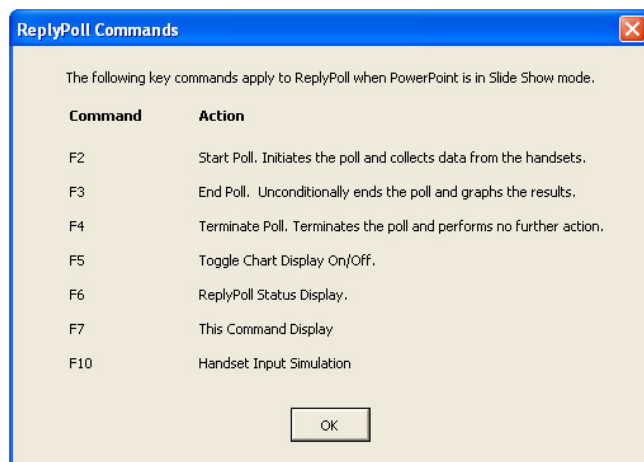 ReplyPoll Commands
The following key commands apply to ReplyPoll when PowerPoint is in Slide Show mode.
Command Action
F2 Start Poll. Initiates the poll and collects data from the handsets.
F3 End Poll.  Unconditionally ends the poll and graphs the results.
F4 Terminate Poll. Terminates the poll and performs no further action.
F5 Toggle Chart Display On/Off.
F6 ReplyPoll Status Display.
F7 This Command Display
F10 Handset Input Simulation
OK